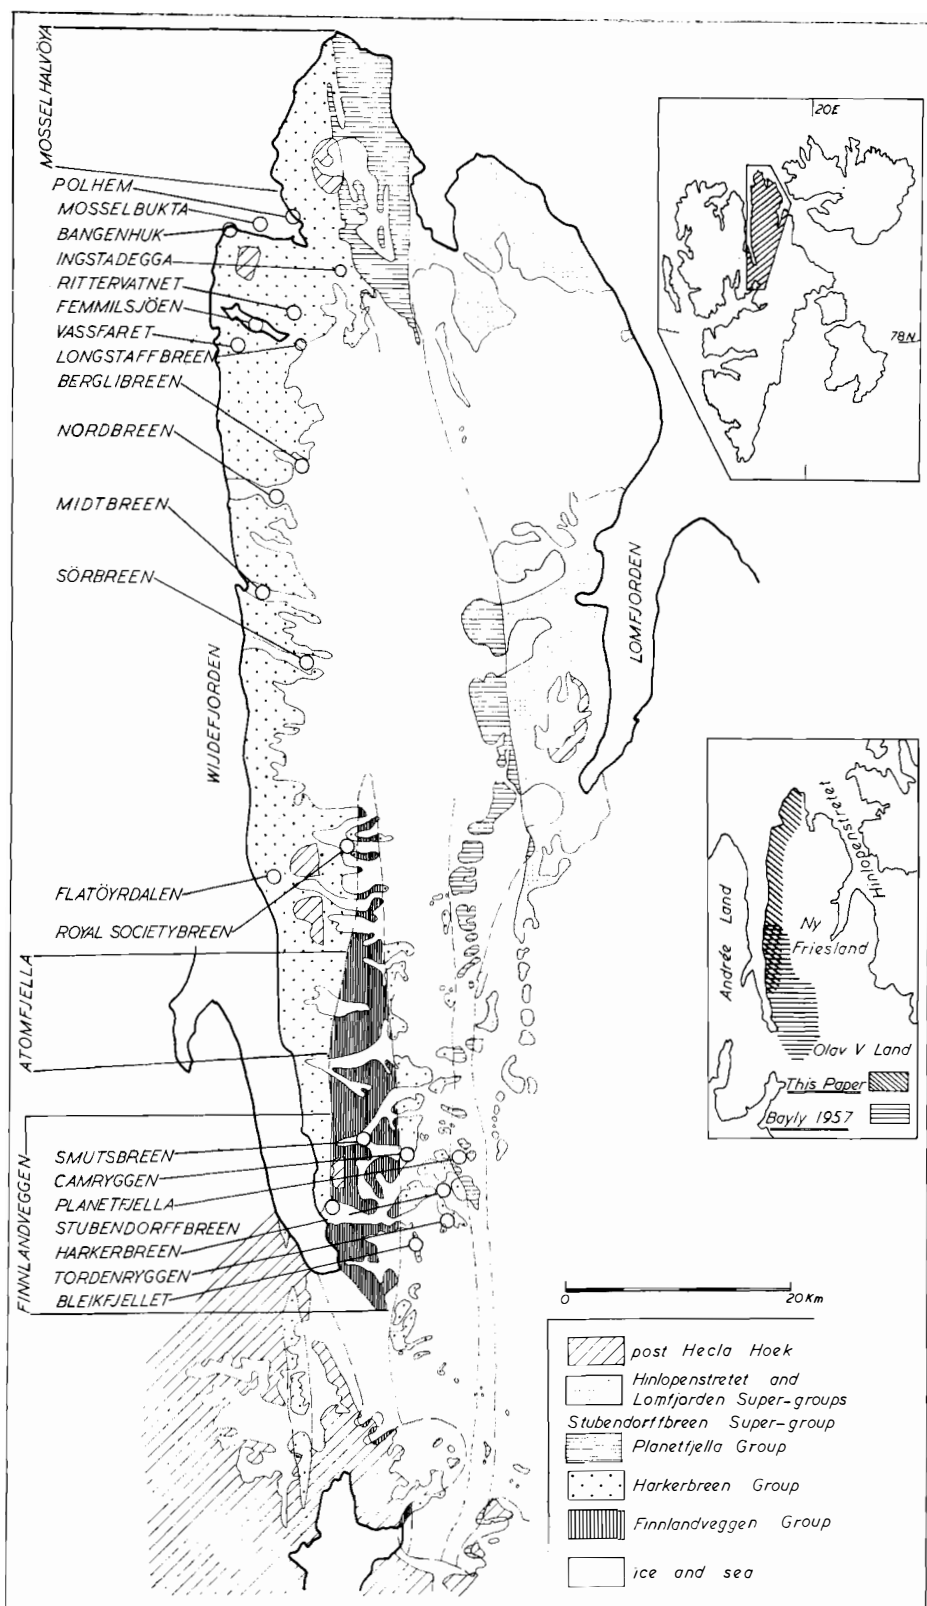 MOSSELHALVÖYA
POLHEM
MOSSELBUKTA
BANGENHUK
INGSTADEGGA
RITTERVATNET
FEMMILSJÖEN
VASSFARET
LONGSTAFFBREEN
BERGLIBREEN
NORDBREEN
MIDTBREEN
SÖRBREEN
WIJDEFJORDEN
LOMFJORDEN
FLATÖYRDALEN
ROYAL SOCIETYBREEN
ATOMFJELLA
FINNLANDVEGGEN
SMUTSBREEN
CAMRYGGEN
PLANETFJELLA
STUBENDORFFBREEN
HARKERBREEN
TORDENRYGGEN
BLEIKFJELLET
20E
78N
Hinlopenstretet
Andrée Land
Ny
Friesland
Olav V Land
This Paper
Bayly 1957
0 20 Km
post Hecla Hoek
Hinlopenstretet and
Lomfjorden Super-groups
Stubendorffbreen Super-group
Planetfjella Group
Harkerbreen Group
Finnlandveggen Group
ice and sea